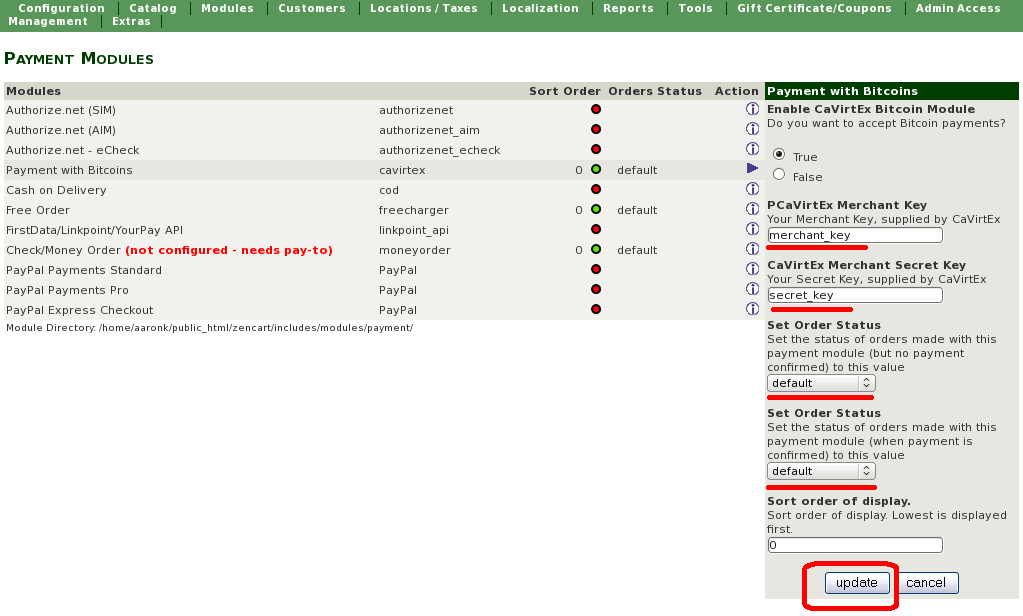 Configuration Catalog Modules Customers Locations / Taxes Localization Reports Tools Gift Certificate/Coupons Admin Access
Management Extras
PAYMENT MODULES
Modules Sort Order Orders Status Action
Authorize.net (SIM) authorizenet
Authorize.net (AIM) authorizenet_aim
Authorize.net - eCheck authorizenet_echeck
Payment with Bitcoins cavirtex 0 default
Cash on Delivery cod
Free Order freecharger 0 default
FirstData/Linkpoint/YourPay API linkpoint_api
Check/Money Order (not configured - needs pay-to) moneyorder 0 default
PayPal Payments Standard PayPal
PayPal Payments Pro PayPal
PayPal Express Checkout PayPal
Module Directory: /home/aaronk/public_html/zencart/includes/modules/payment/
Payment with Bitcoins
Enable CaVirtEx Bitcoin Module
Do you want to accept Bitcoin payments?
True
False
PCaVirtEx Merchant Key
Your Merchant Key, supplied by CaVirtEx
merchant_key
CaVirtEx Merchant Secret Key
Your Secret Key, supplied by CaVirtEx
secret_key
Set Order Status
Set the status of orders made with this
payment module (but no payment
confirmed) to this value
default
Set Order Status
Set the status of orders made with this
payment module (when payment is
confirmed) to this value
default
Sort order of display.
Sort order of display. Lowest is displayed
first.
0
update cancel